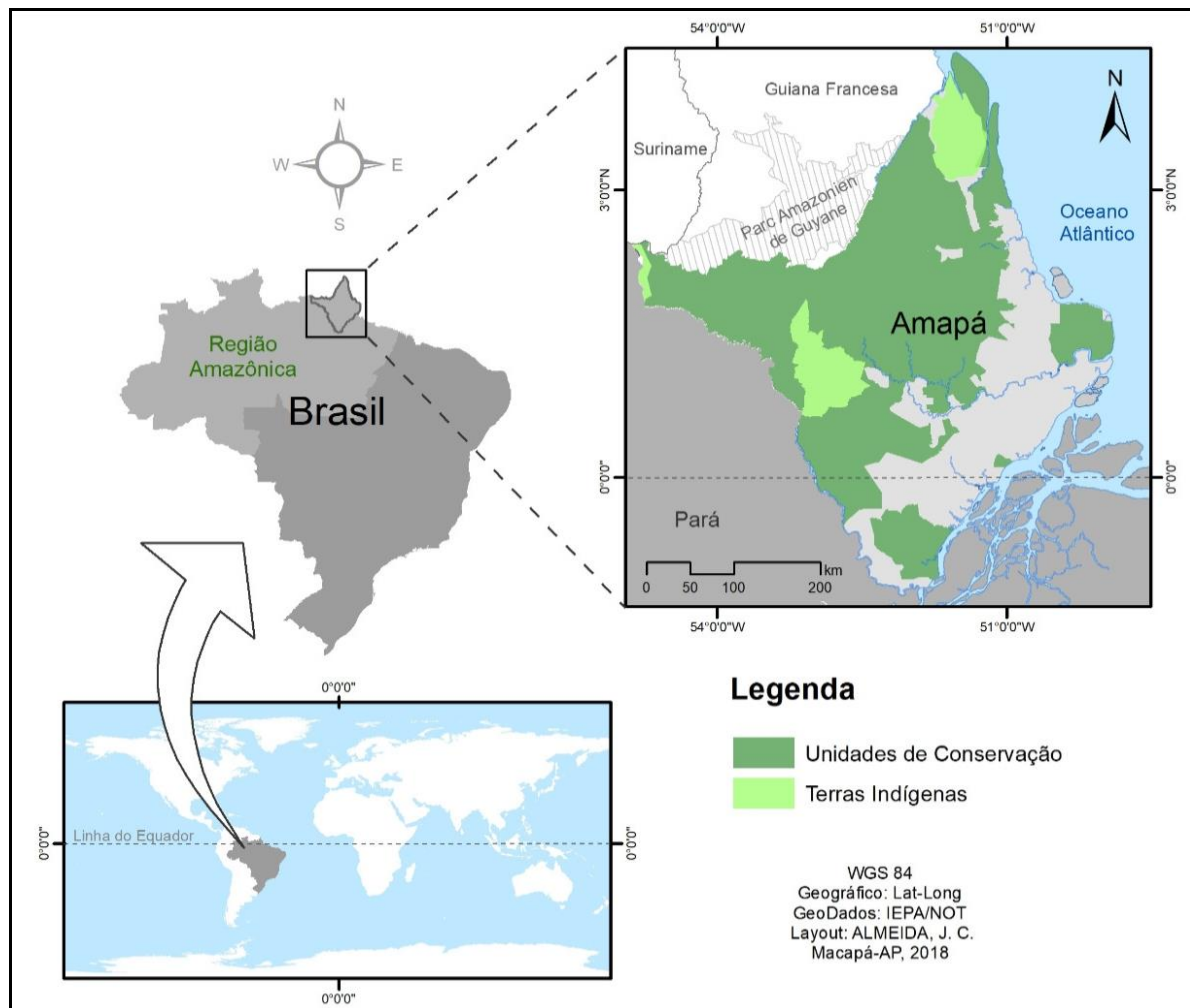 54°0'0"W
51°0'0"W
N
W
E
S
Região
Amazônica
Brasil
Guiana Francesa
N
Suriname
Parc Amazonien
de Guyane
Oceano
Atlântico
Amapá
Pará
km
0
50
100
200
3°0'0"N
3°0'0"N
0°0'0"
0°0'0"
54°0'0"W
51°0'0"W
0°0'0"
Linha do Equador
0°0'0"
0°0'0"
0°0'0"
Legenda
Unidades de Conservação
Terras Indígenas
WGS 84
Geográfico: Lat-Long
GeoDados: IEPA/NOT
Layout: ALMEIDA, J. C.
Macapá-AP, 2018